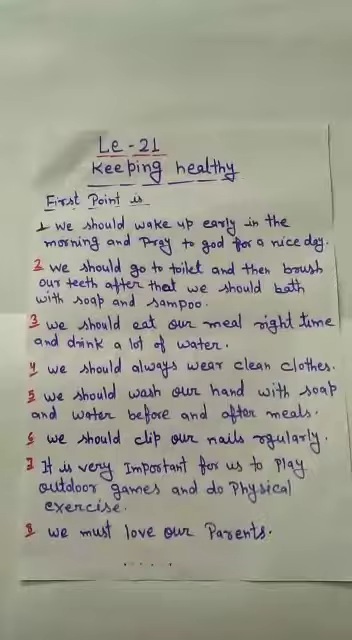 Le - 21
Keeping healthy
First Point is
1 we should wake up early in the
morning and Pray to god for a nice day.
2 we should go to toilet and then brush
our teeth after that we should bath
with soap and sampoo.
3 we should eat our meal right time
and drink a lot of water.
4 we should always wear clean clothes.
5 we should wash our hand with soap
and water before and after meals.
6 we should clip our nails rgularly.
7 It is very Important for us to Play
outdoor games and do Physical
exercise.
8 we must love our Parents.
......